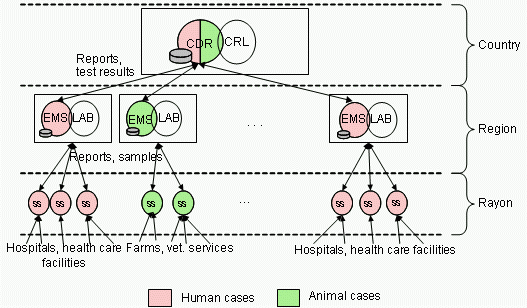 CDR CRL
Country
Reports,
test results
EMS LAB
EMS LAB
. . .
EMS LAB
Region
Reports, samples
ss ss ss
ss ss
...
ss ss ss
Rayon
Hospitals, health care
facilities
Farms, vet. services
Hospitals, health care facilities
Human cases
Animal cases